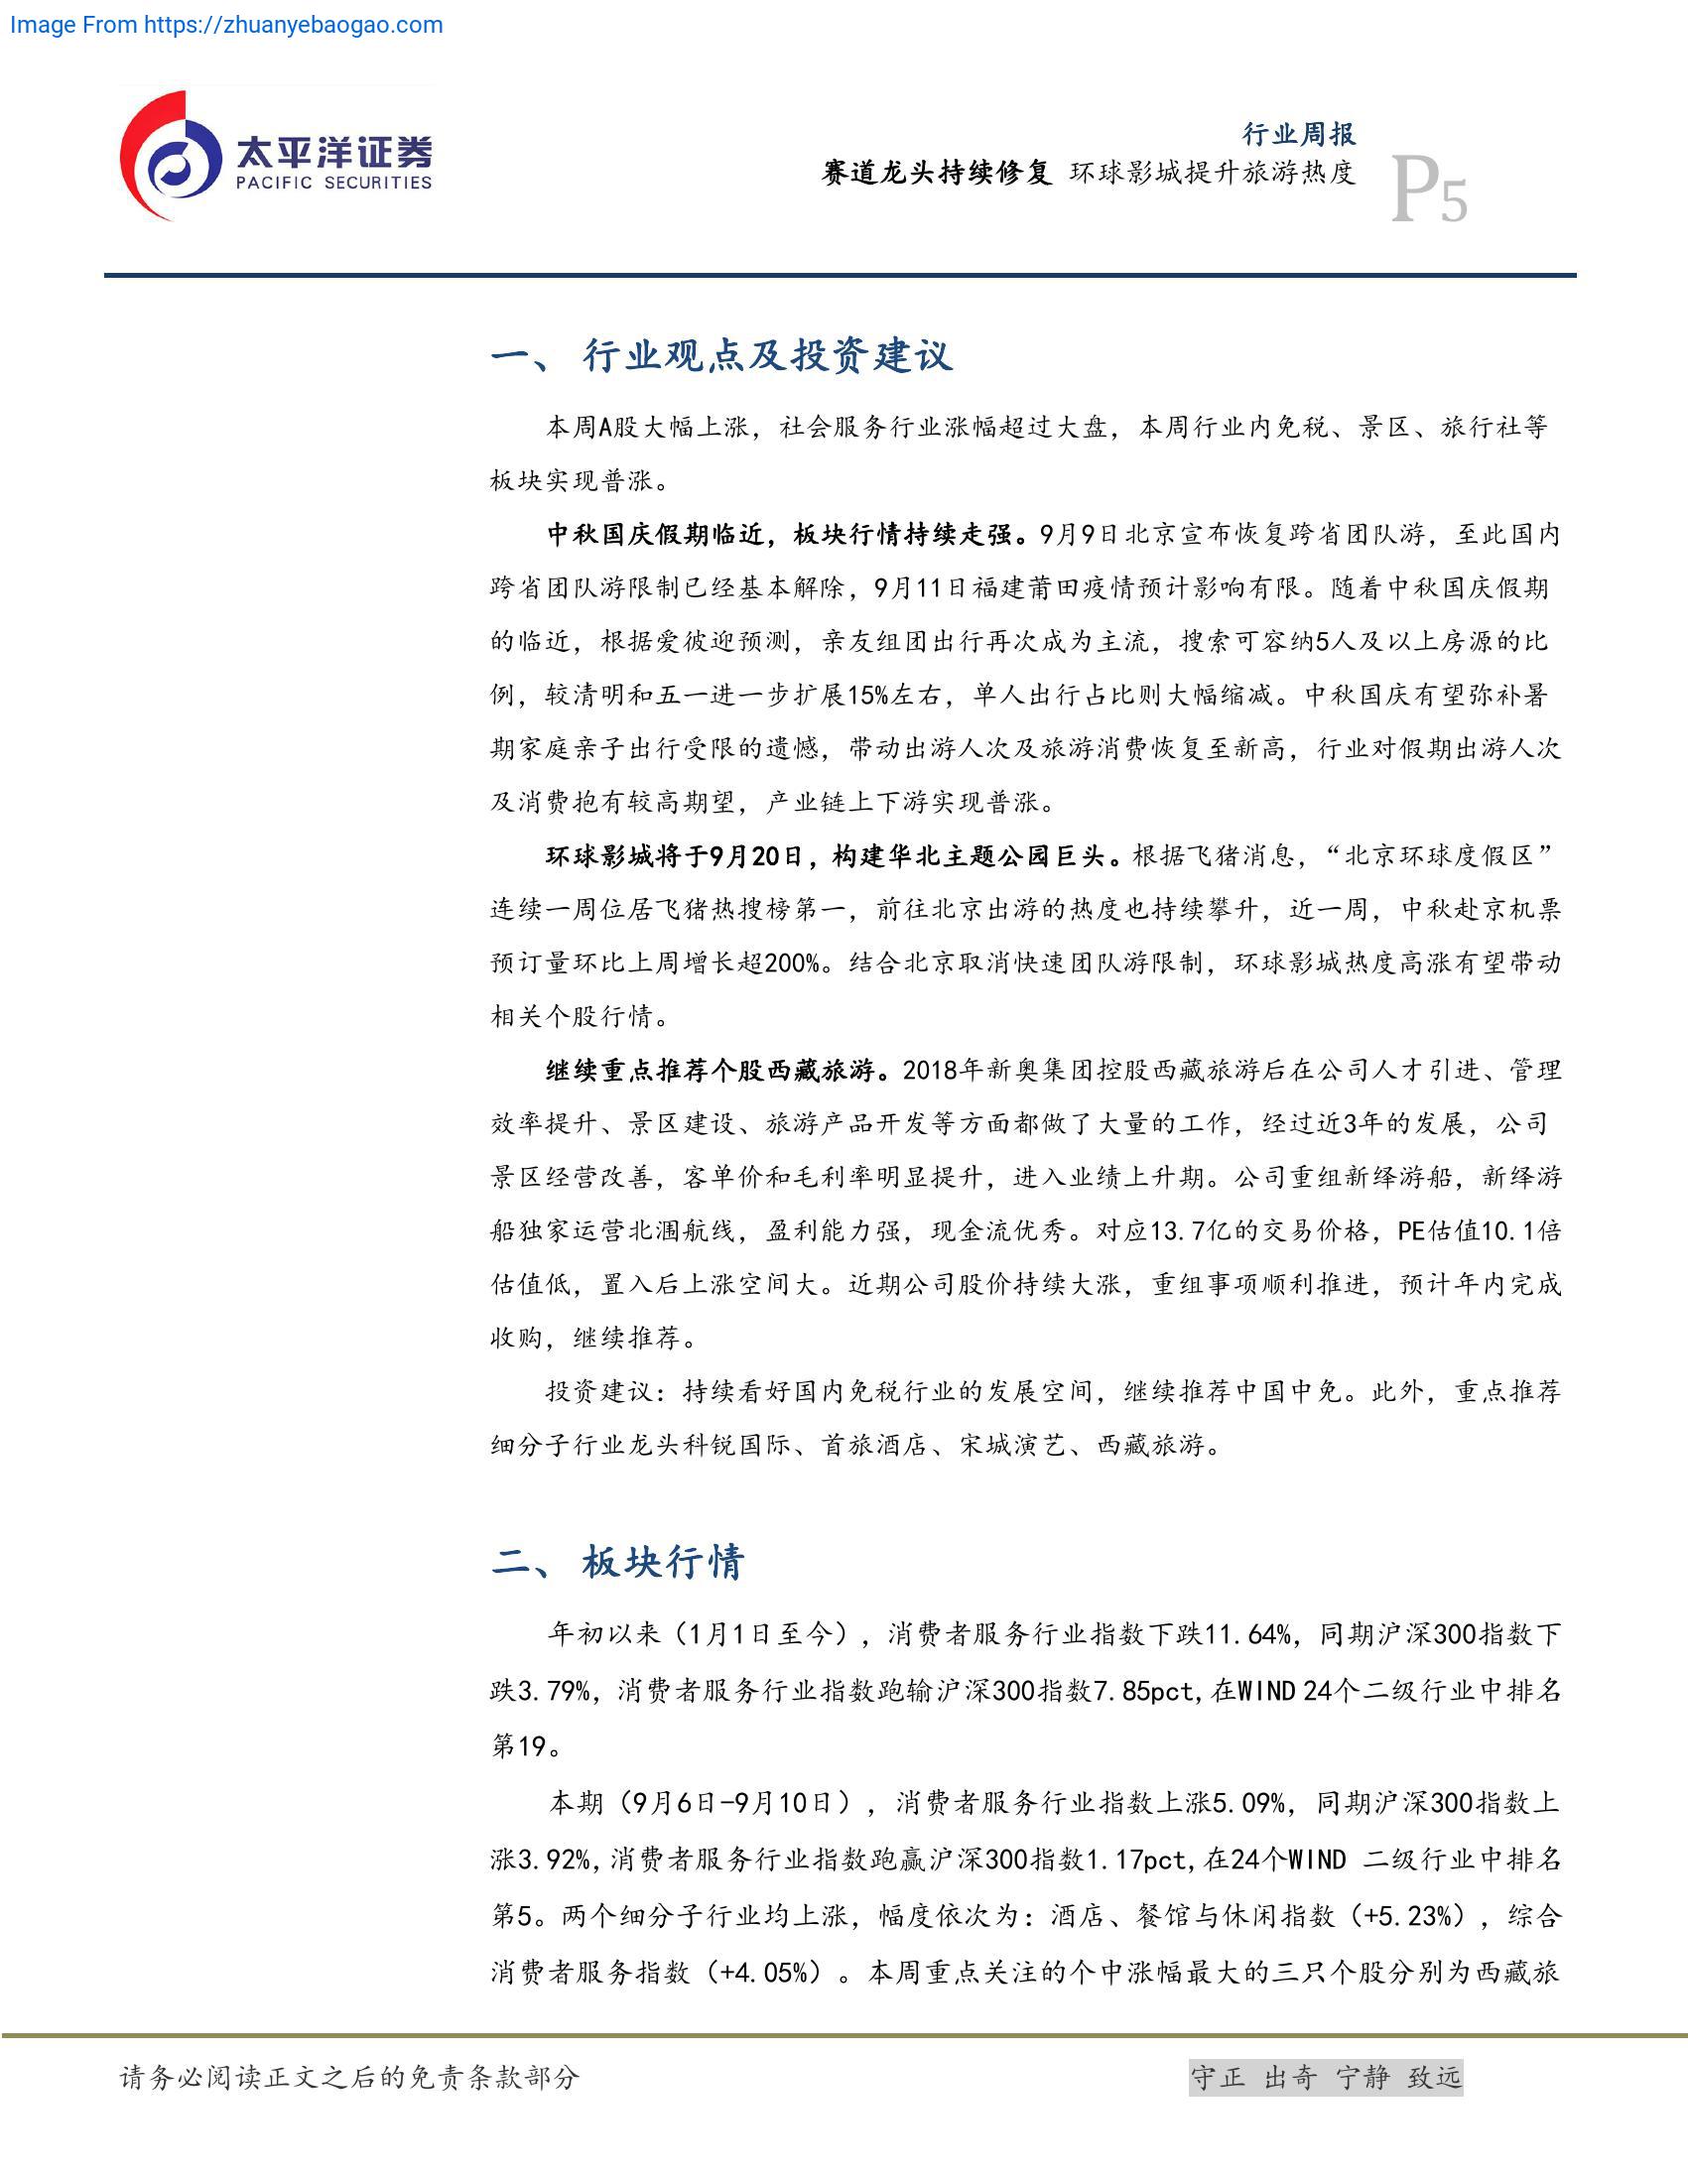 Image From https://zhuanyebaogao.com
太平洋证券
PACIFIC SECURITIES
行业周报
赛道龙头持续修复 环球影城提升旅游热度
P5
一、 行业观点及投资建议
本周A股大幅上涨，社会服务行业涨幅超过大盘，本周行业内免税、景区、旅行社等
板块实现普涨。
中秋国庆假期临近，板块行情持续走强。9月9日北京宣布恢复跨省团队游，至此国内
跨省团队游限制已经基本解除，9月11日福建莆田疫情预计影响有限。随着中秋国庆假期
的临近，根据爱彼迎预测，亲友组团出行再次成为主流，搜索可容纳5人及以上房源的比
例，较清明和五一进一步扩展15%左右，单人出行占比则大幅缩减。中秋国庆有望弥补暑
期家庭亲子出行受限的遗憾，带动出游人次及旅游消费恢复至新高，行业对假期出游人次
及消费抱有较高期望，产业链上下游实现普涨。
环球影城将于9月20日，构建华北主题公园巨头。根据飞猪消息，“北京环球度假区”
连续一周位居飞猪热搜榜第一，前往北京出游的热度也持续攀升，近一周，中秋赴京机票
预订量环比上周增长超200%。结合北京取消快速团队游限制，环球影城热度高涨有望带动
相关个股行情。
继续重点推荐个股西藏旅游。2018年新奥集团控股西藏旅游后在公司人才引进、管理
效率提升、景区建设、旅游产品开发等方面都做了大量的工作，经过近3年的发展，公司
景区经营改善，客单价和毛利率明显提升，进入业绩上升期。公司重组新绎游船，新绎游
船独家运营北涠航线，盈利能力强，现金流优秀。对应13.7亿的交易价格，PE估值10.1倍
估值低，置入后上涨空间大。近期公司股价持续大涨，重组事项顺利推进，预计年内完成
收购，继续推荐。
投资建议：持续看好国内免税行业的发展空间，继续推荐中国中免。此外，重点推荐
细分子行业龙头科锐国际、首旅酒店、宋城演艺、西藏旅游。
二、 板块行情
年初以来（1月1日至今），消费者服务行业指数下跌11.64%，同期沪深300指数下
跌3.79%，消费者服务行业指数跑输沪深300指数7.85pct,在WIND 24个二级行业中排名
第19。
本期（9月6日-9月10日），消费者服务行业指数上涨5.09%，同期沪深300指数上
涨3.92%,消费者服务行业指数跑赢沪深300指数1.17pct,在24个WIND 二级行业中排名
第5。两个细分子行业均上涨，幅度依次为：酒店、餐馆与休闲指数（+5.23%），综合
消费者服务指数（+4.05%）。本周重点关注的个中涨幅最大的三只个股分别为西藏旅
请务必阅读正文之后的免责条款部分
守正 出奇 宁静 致远